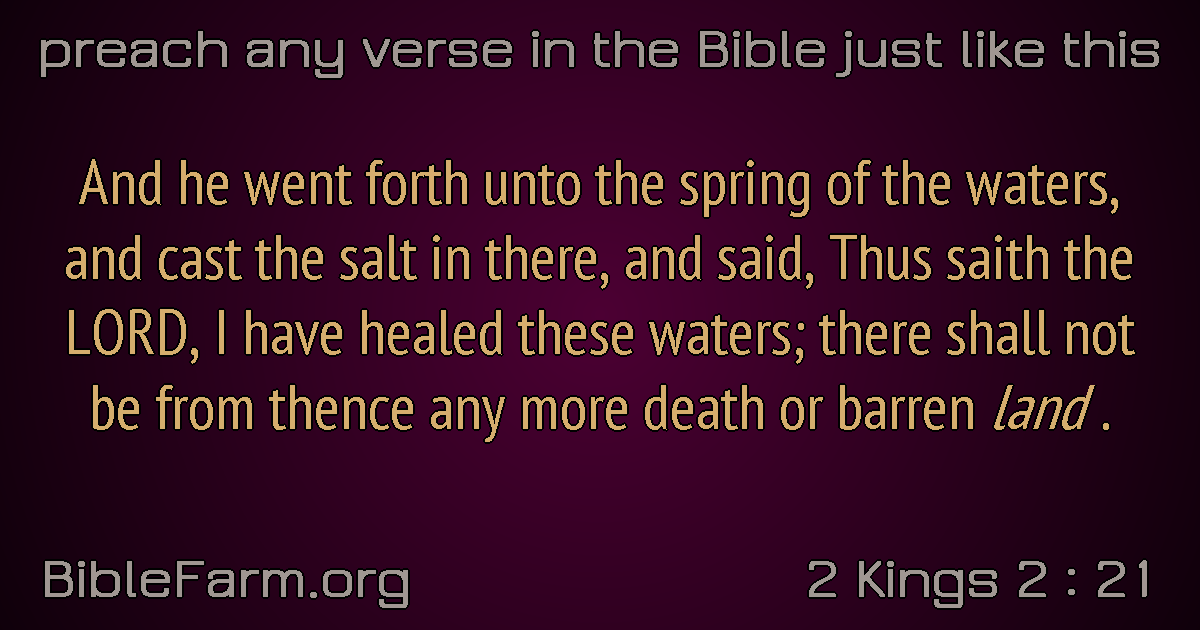 preach any verse in the Bible just like this
And he went forth unto the spring of the waters,
and cast the salt in there, and said, Thus saith the
LORD, I have healed these waters; there shall not
be from thence any more death or barren land .
BibleFarm.org
2 Kings 2 : 21